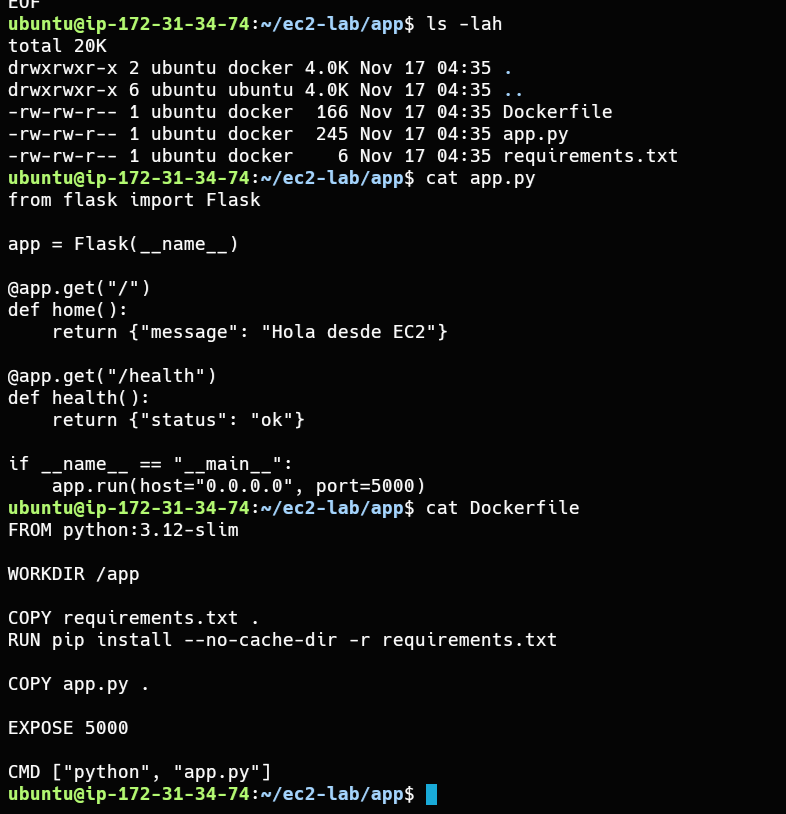 EOF
ubuntu@ip-172-31-34-74:~/ec2-lab/app$ ls -lah
total 20K
drwxrwxr-x 2 ubuntu docker 4.0K Nov 17 04:35 .
drwxrwxr-x 6 ubuntu ubuntu 4.0K Nov 17 04:35 ..
-rw-rw-r-- 1 ubuntu docker  166 Nov 17 04:35 Dockerfile
-rw-rw-r-- 1 ubuntu docker  245 Nov 17 04:35 app.py
-rw-rw-r-- 1 ubuntu docker    6 Nov 17 04:35 requirements.txt
ubuntu@ip-172-31-34-74:~/ec2-lab/app$ cat app.py
from flask import Flask

app = Flask(__name__)

@app.get("/")
def home():
    return {"message": "Hola desde EC2"}

@app.get("/health")
def health():
    return {"status": "ok"}

if __name__ == "__main__":
    app.run(host="0.0.0.0", port=5000)
ubuntu@ip-172-31-34-74:~/ec2-lab/app$ cat Dockerfile
FROM python:3.12-slim

WORKDIR /app

COPY requirements.txt .
RUN pip install --no-cache-dir -r requirements.txt

COPY app.py .

EXPOSE 5000

CMD ["python", "app.py"]
ubuntu@ip-172-31-34-74:~/ec2-lab/app$